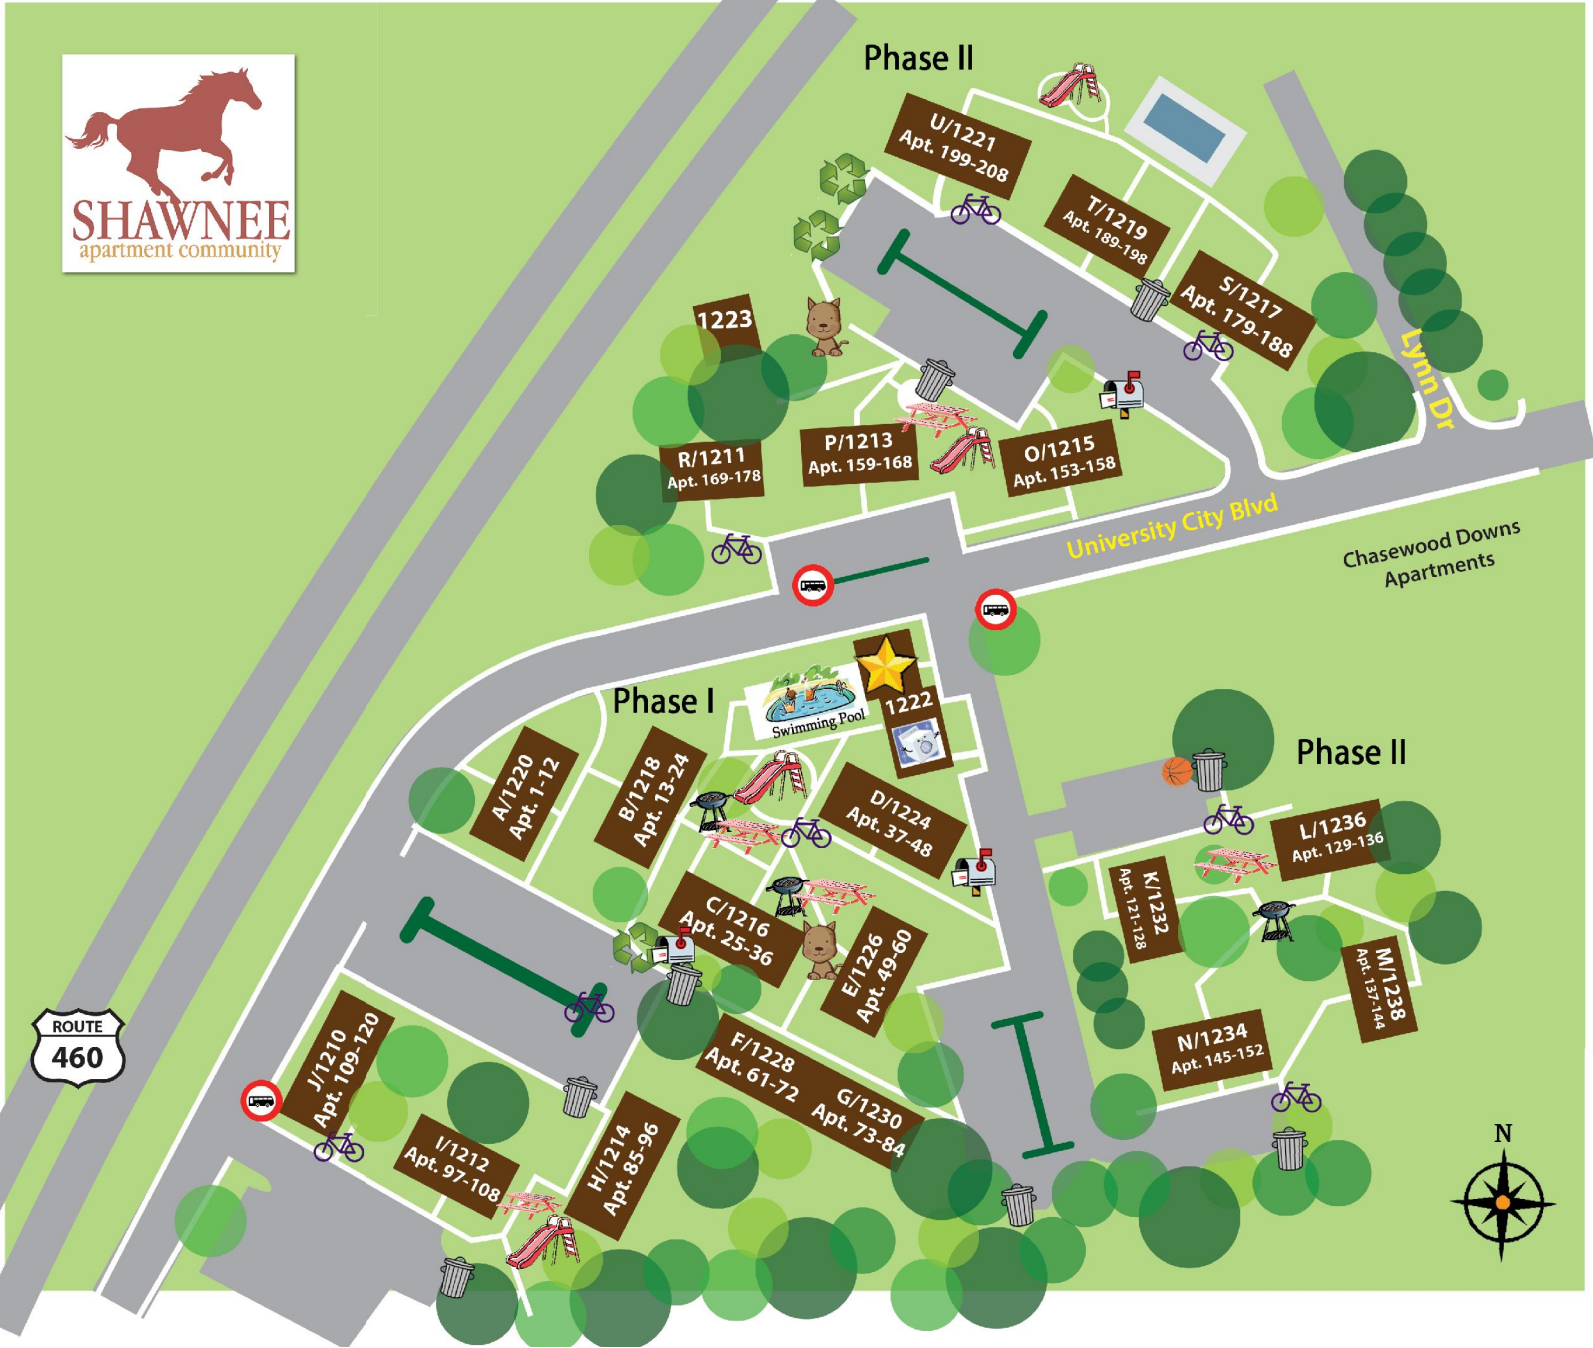 Phase II
SHAWNEE
apartment community
U/1221
Apt. 199-208
T/1219
Apt. 189-198
S/1217
Apt. 179-188
1223
Lynn Dr
R/1211
Apt. 169-178
P/1213
Apt. 159-168
O/1215
Apt. 153-158
University City Blvd
Chasewood Downs
Apartments
Phase I
Swimming Pool
1222
A/1220
Apt. 1-12
B/1218
Apt. 13-24
D/1224
Apt. 37-48
Phase II
L/1236
Apt. 129-136
K/1232
Apt. 121-128
C/1216
Apt. 25-36
E/1226
Apt. 49-60
M/1238
Apt. 137-144
N/1234
Apt. 145-152
ROUTE
460
J/1210
Apt. 109-120
F/1228
Apt. 61-72
G/1230
Apt. 73-84
I/1212
Apt. 97-108
H/1214
Apt. 85-96
N